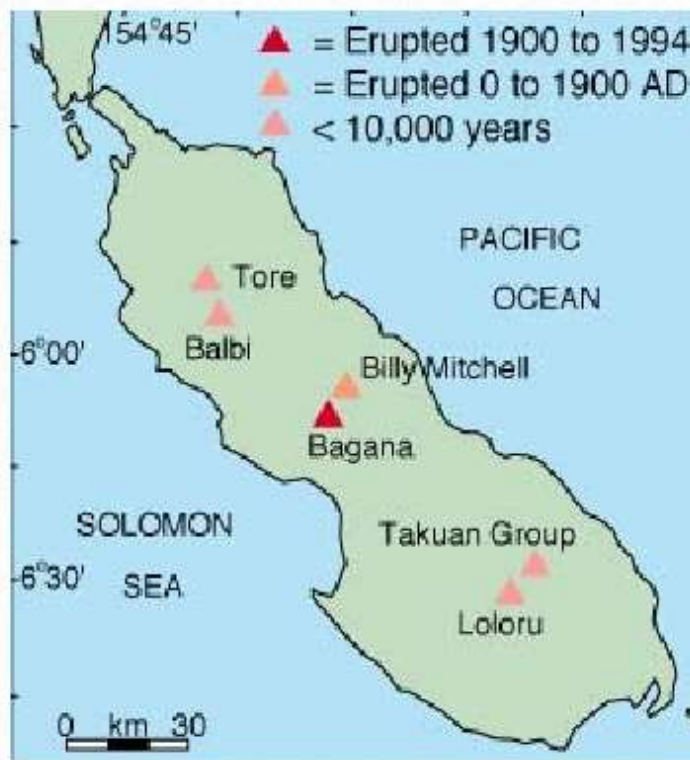 154°45'
= Erupted 1900 to 1994
= Erupted 0 to 1900 AD
< 10,000 years
PACIFIC
OCEAN
Tore
Balbi
6°00'
Billy Mitchell
Bagana
SOLOMON
SEA
Takuan Group
6°30'
Loloru
0 km 30